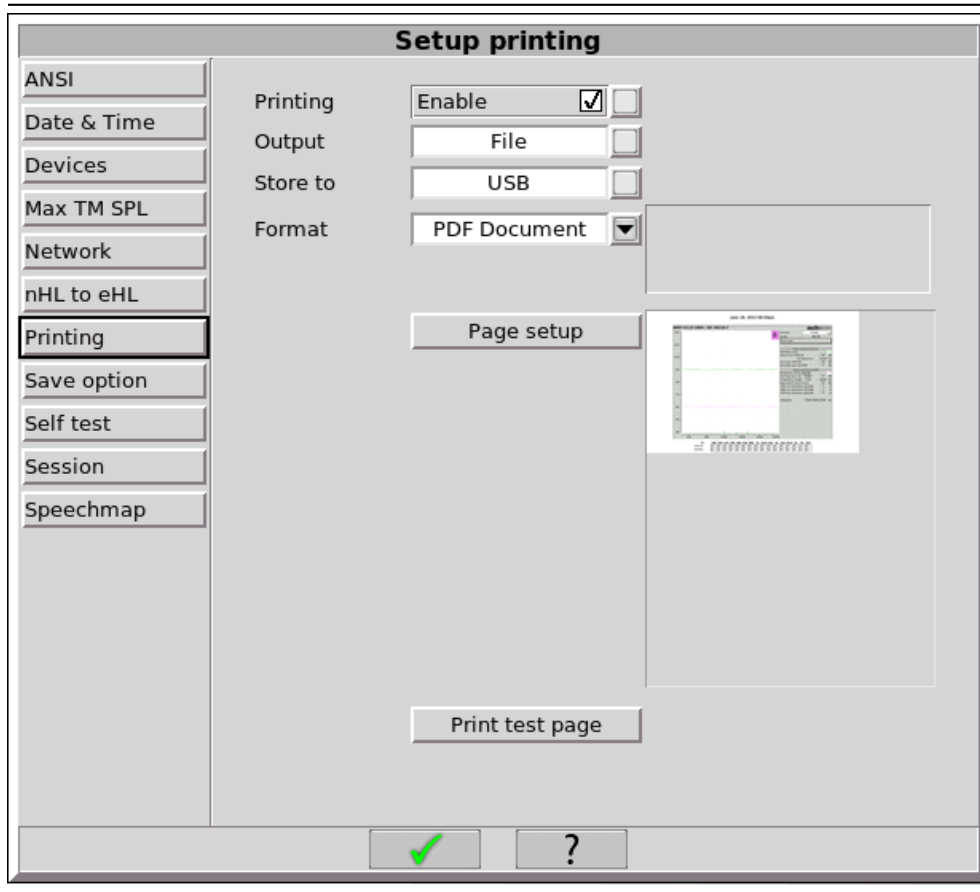 Setup printing
ANSI
Date & Time
Devices
Max TM SPL
Network
nHL to eHL
Printing
Save option
Self test
Session
Speechmap
Printing Enable
Output File
Store to USB
Format PDF Document
Page setup
Print test page
?